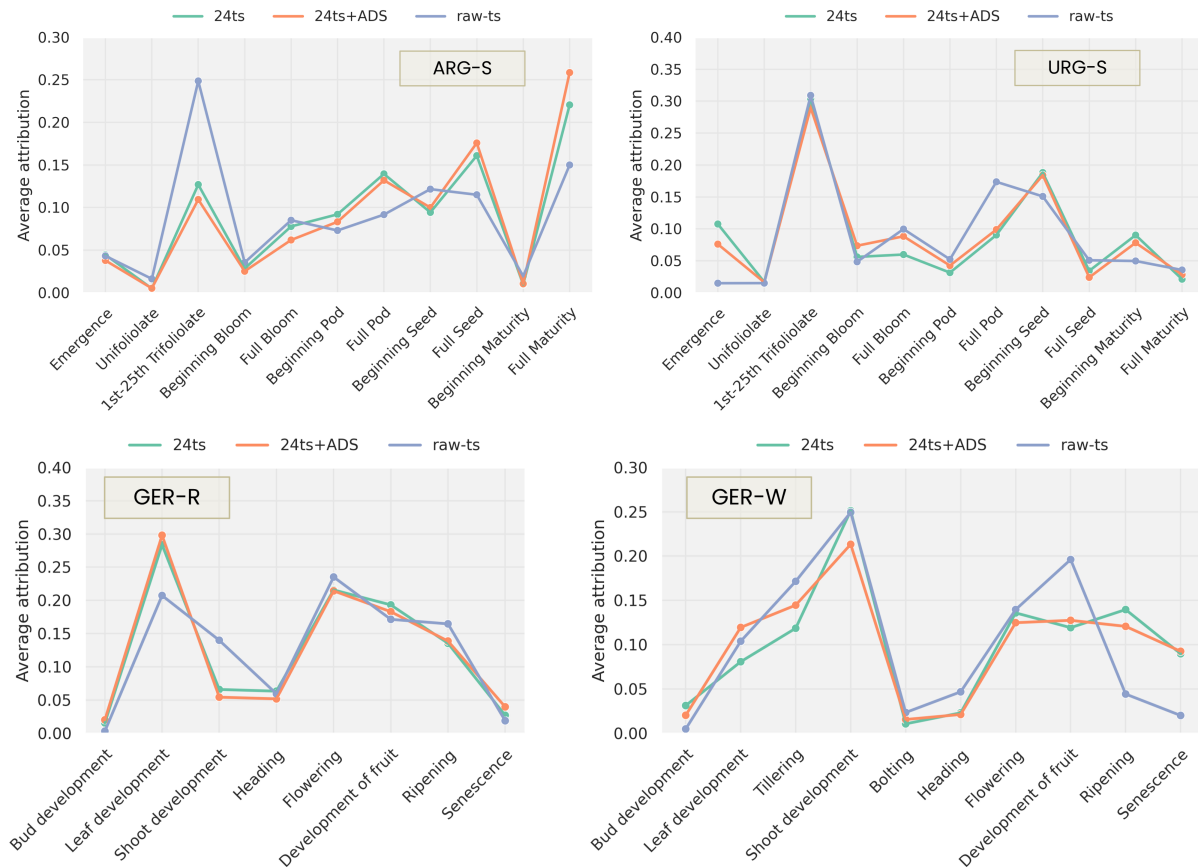 24ts 24ts+ADS raw-ts
ARG-S
Average attribution
0.30
0.25
0.20
0.15
0.10
0.05
0.00
Emergence
Unifoliolate
1st-25th Trifoliolate
Beginning Bloom
Full Bloom
Beginning Pod
Full Pod
Beginning Seed
Full Seed
Beginning Maturity
Full Maturity
24ts 24ts+ADS raw-ts
URG-S
Average attribution
0.40
0.35
0.30
0.25
0.20
0.15
0.10
0.05
0.00
Emergence
Unifoliolate
1st-25th Trifoliolate
Beginning Bloom
Full Bloom
Beginning Pod
Full Pod
Beginning Seed
Full Seed
Beginning Maturity
Full Maturity
24ts 24ts+ADS raw-ts
GER-R
Average attribution
0.40
0.35
0.30
0.25
0.20
0.15
0.10
0.05
0.00
Bud development
Leaf development
Shoot development
Heading
Flowering
Development of fruit
Ripening
Senescence
24ts 24ts+ADS raw-ts
GER-W
Average attribution
0.30
0.25
0.20
0.15
0.10
0.05
0.00
Bud development
Leaf development
Tillering
Shoot development
Bolting
Heading
Flowering
Development of fruit
Ripening
Senescence